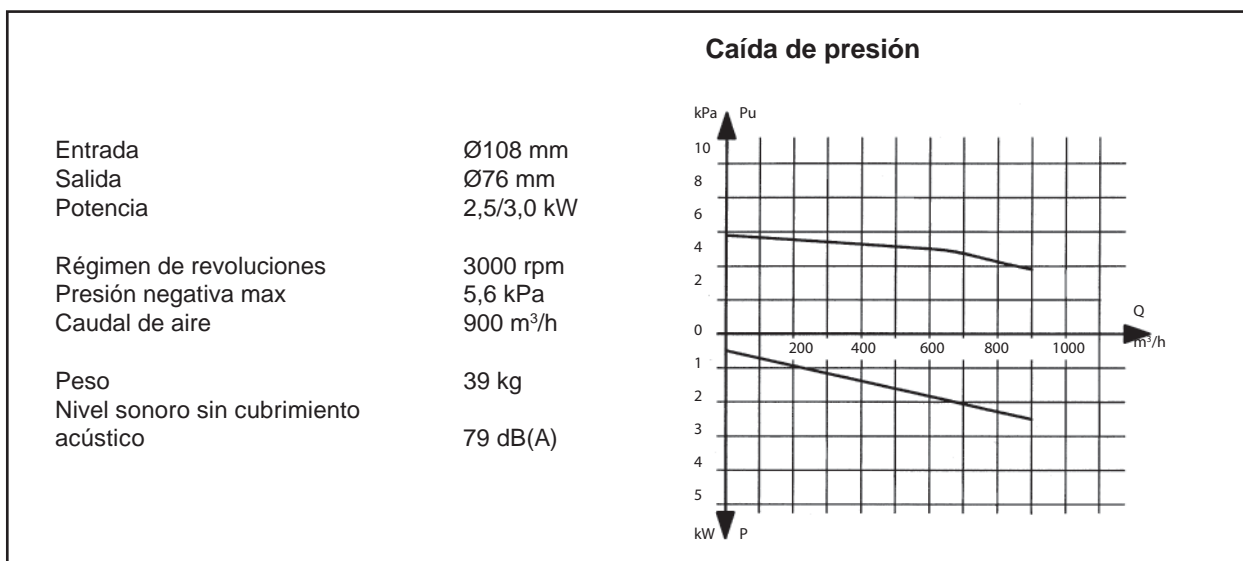 Caída de presión
Entrada Ø108 mm
Salida Ø76 mm
Potencia 2,5/3,0 kW
Régimen de revoluciones 3000 rpm
Presión negativa max 5,6 kPa
Caudal de aire 900 m³/h
Peso 39 kg
Nivel sonoro sin cubrimiento
acústico 79 dB(A)
kPa Pu
10
8
6
4
2
0
Q
m³/h
200 400 600 800 1000
1
2
3
4
5
kW P